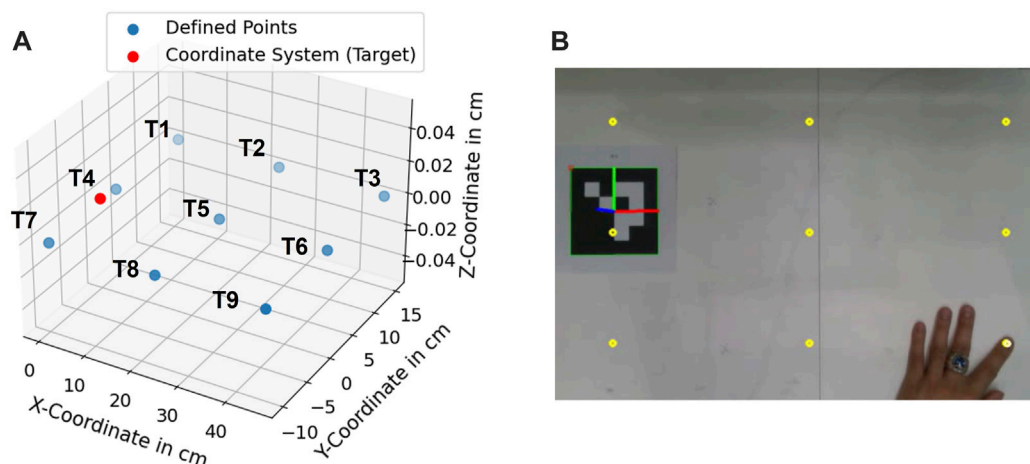 A
Defined Points
Coordinate System (Target)
B
T1
T2
T3
T4
T5
T6
T7
T8
T9
0.04
0.02
0.00
−0.02
−0.04
Z-Coordinate in cm
15
10
5
0
−5
−10
Y-Coordinate in cm
0
10
20
30
40
X-Coordinate in cm